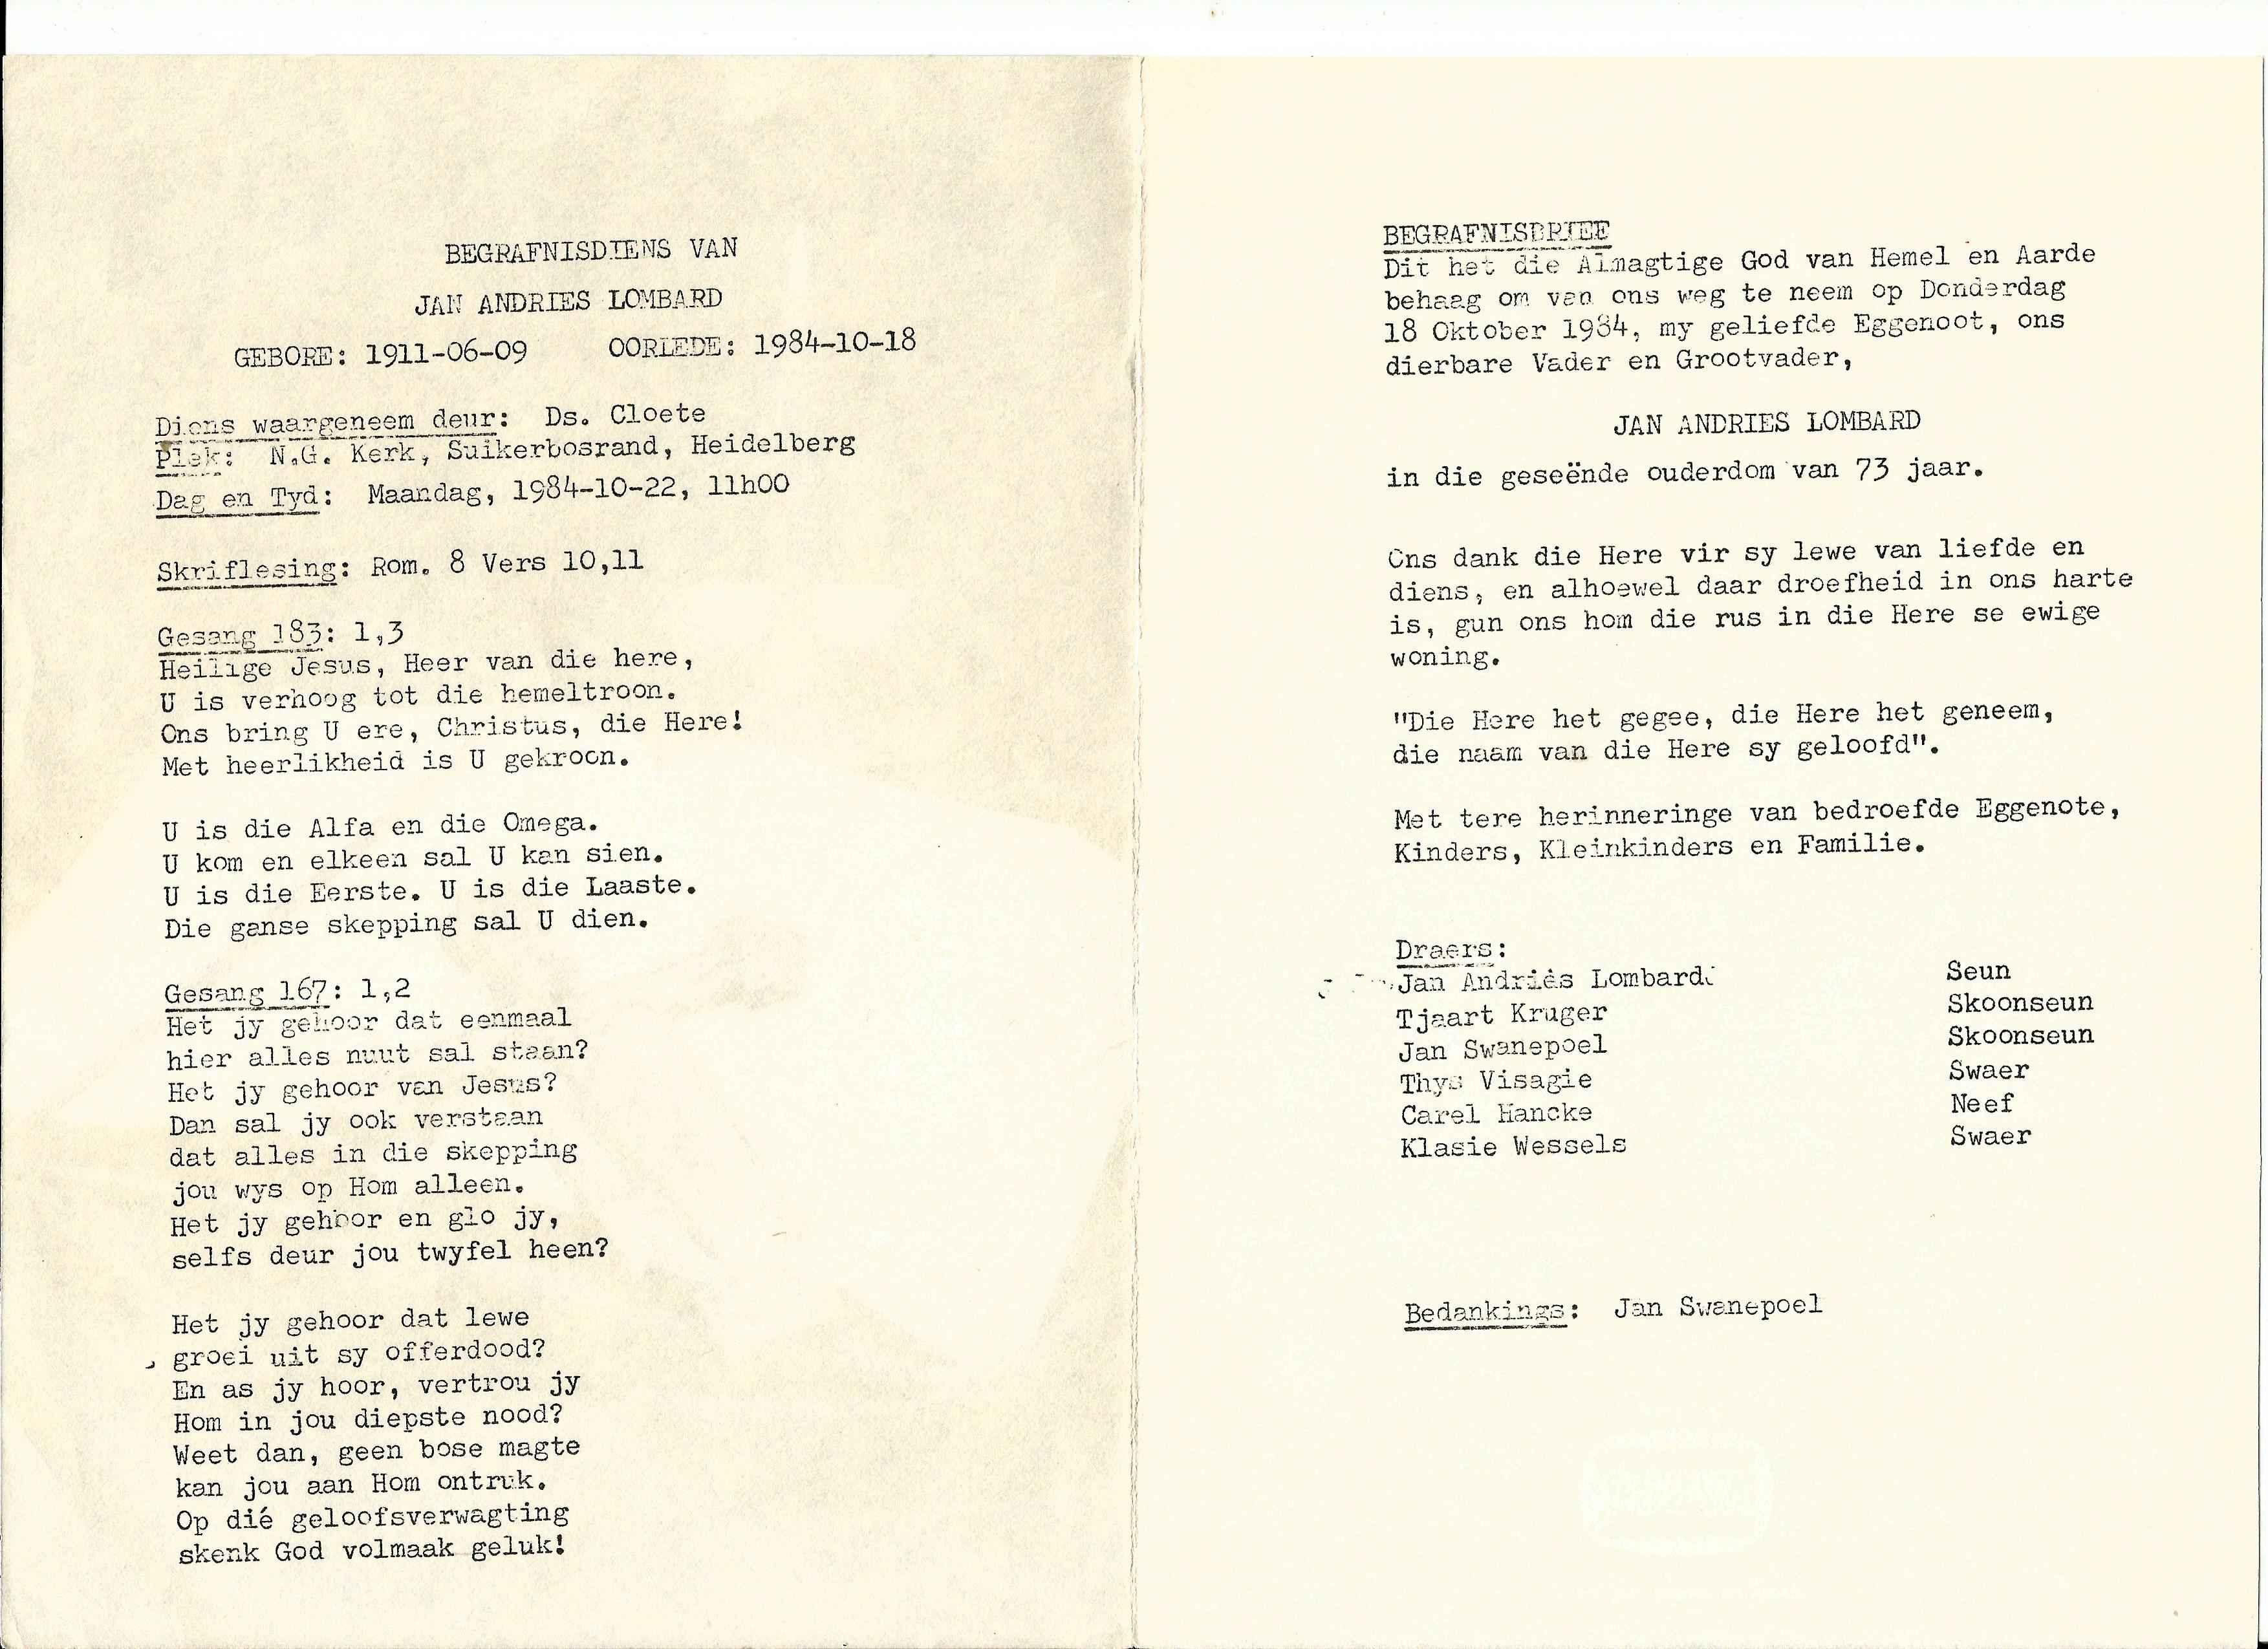 BEGRAFNISDIENS VAN
JAN ANDRIES LOMBARD
GEBORE: 1911-06-09 OORLEDE: 1984-10-18
Diens waargeneem deur: Ds. Cloete
Plek: N.G. Kerk, Suikerbosrand, Heidelberg
Dag en Tyd: Maandag, 1984-10-22, 11h00
Skriflesing: Rom. 8 Vers 10,11
Gesang 183: 1,3
Heilige Jesus, Heer van die here,
U is verhoog tot die hemeltroon.
Ons bring U ere, Christus, die Here!
Met heerlikheid is U gekroon.
U is die Alfa en die Omega.
U kom en elkeen sal U kan sien.
U is die Eerste. U is die Laaste.
Die ganse skepping sal U dien.
Gesang 167: 1,2
Het jy gehoor dat eenmaal
hier alles nuut sal staan?
Het jy gehoor van Jesus?
Dan sal jy ook verstaan
dat alles in die skepping
jou wys op Hom alleen.
Het jy gehoor en glo jy,
selfs deur jou twyfel heen?
Het jy gehoor dat lewe
groei uit sy offerdood?
En as jy hoor, vertrou jy
Hom in jou diepste nood?
Weet dan, geen bose magte
kan jou aan Hom ontruk.
Op dié geloofsverwagting
skenk God volmaak geluk!
BEGRAFNISBRIEF
Dit het die Almagtige God van Hemel en Aarde
behaag om van ons weg te neem op Donderdag
18 Oktober 1984, my geliefde Eggenoot, ons
dierbare Vader en Grootvader,
JAN ANDRIES LOMBARD
in die geseënde ouderdom van 73 jaar.
Ons dank die Here vir sy lewe van liefde en
diens, en alhoewel daar droefheid in ons harte
is, gun ons hom die rus in die Here se ewige
woning.
"Die Here het gegee, die Here het geneem,
die naam van die Here sy geloofd".
Met tere herinneringe van bedroefde Eggenote,
Kinders, Kleinkinders en Familie.
Draers:
Jan Andries Lombard Seun
Tjaart Kruger Skoonseun
Jan Swanepoel Skoonseun
Thys Visagie Swaer
Carel Hancke Neef
Klasie Wessels Swaer
Bedankings: Jan Swanepoel